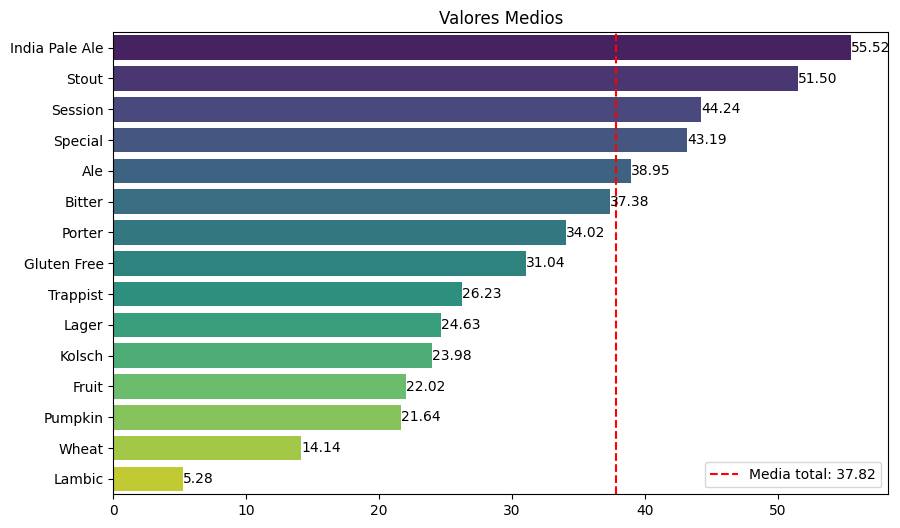 Valores Medios
India Pale Ale 55.52
Stout 51.50
Session 44.24
Special 43.19
Ale 38.95
Bitter 37.38
Porter 34.02
Gluten Free 31.04
Trappist 26.23
Lager 24.63
Kolsch 23.98
Fruit 22.02
Pumpkin 21.64
Wheat 14.14
Lambic 5.28
Media total: 37.82
0 10 20 30 40 50